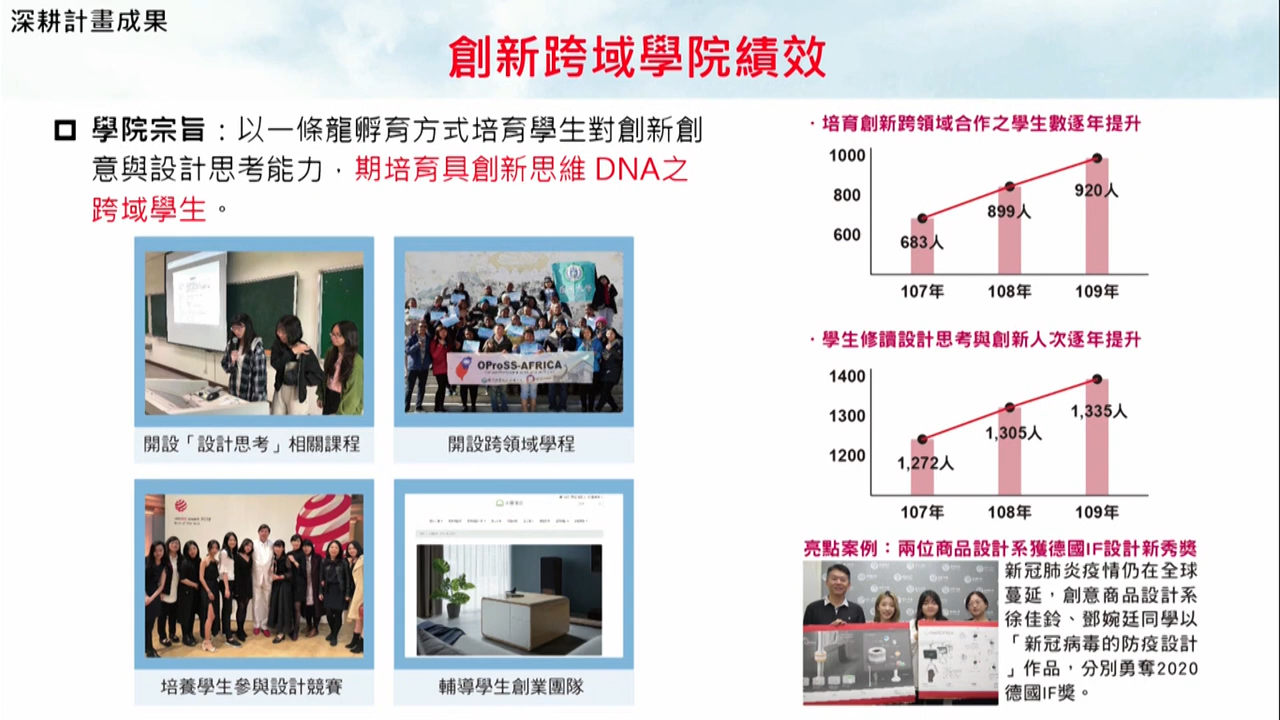 深耕計畫成果
創新跨域學院績效
學院宗旨：以一條龍孵育方式培育學生對創新創
意與設計思考能力，期培育具創新思維 DNA之
跨域學生。
OProSS-AFRICA
開設「設計思考」相關課程
開設跨領域學程
培養學生參與設計競賽
輔導學生創業團隊
·培育創新跨領域合作之學生數逐年提升
1000
800
600
683人
899人
920人
107年
108年
109年
·學生修讀設計思考與創新人次逐年提升
1400
1300
1200
1,272人
1,305人
1,335人
107年
108年
109年
亮點案例：兩位商品設計系獲德國IF設計新秀獎
新冠肺炎疫情仍在全球
蔓延，創意商品設計系
徐佳鈴、鄧婉廷同學以
「新冠病毒的防疫設計
」作品，分別勇奪2020
德國IF獎。